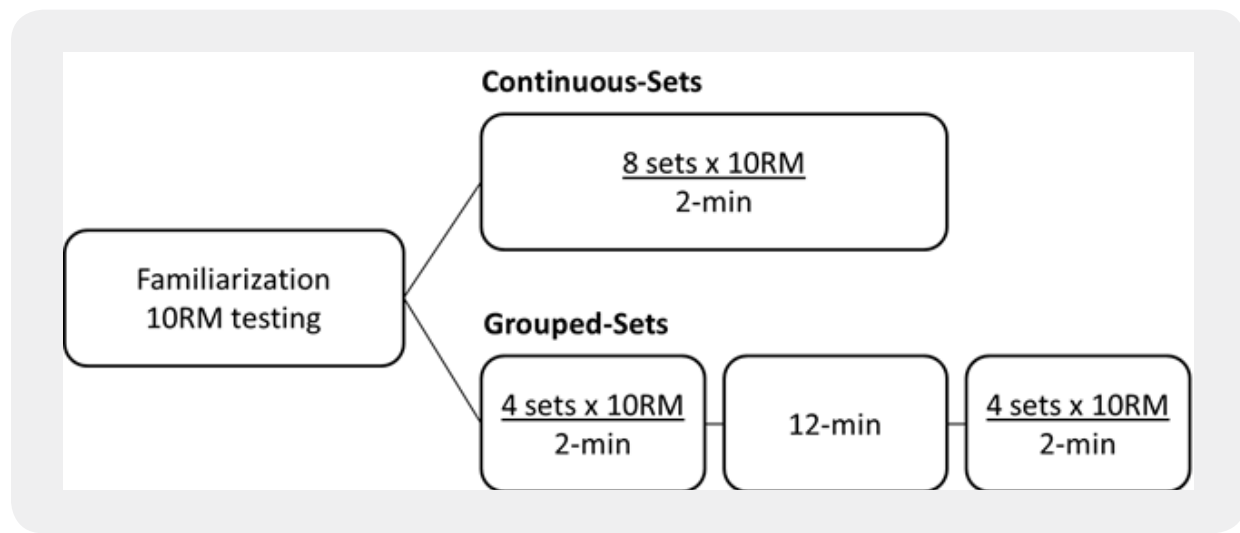 Continuous-Sets
8 sets x 10RM
2-min
Familiarization
10RM testing
Grouped-Sets
4 sets x 10RM
2-min
12-min
4 sets x 10RM
2-min